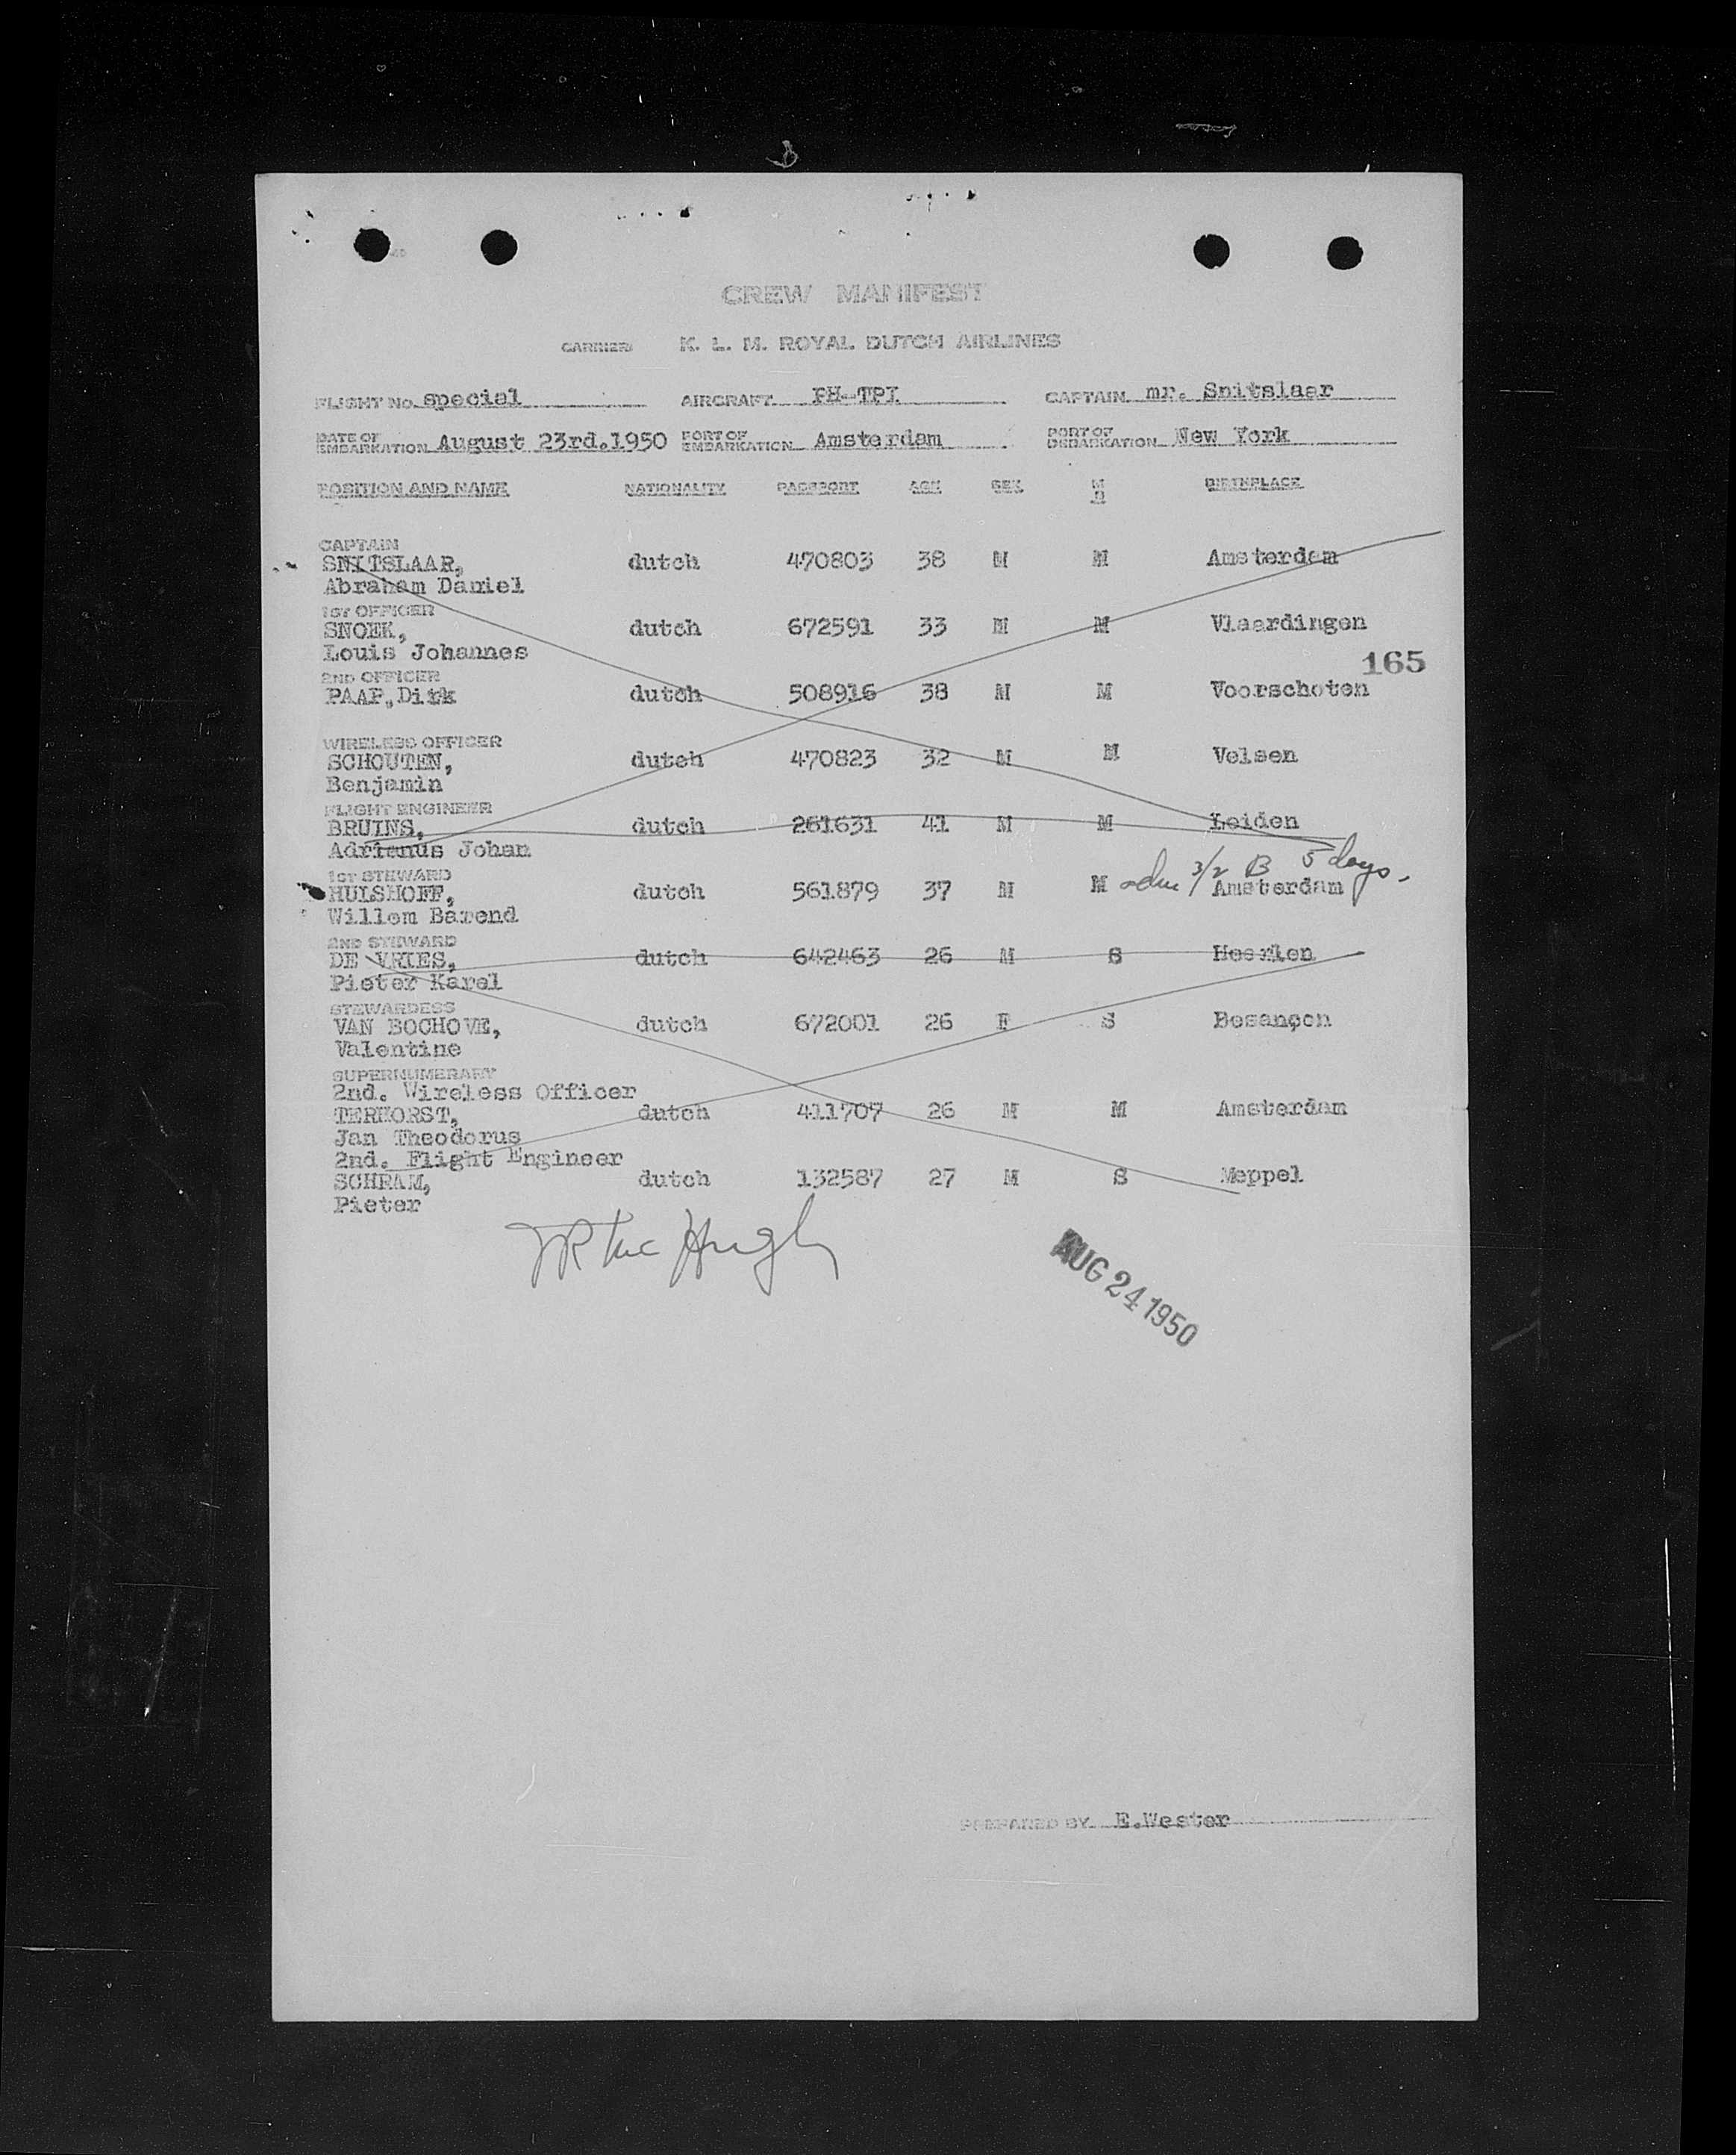 CREW MANIFEST
CARRIER K. L. M. ROYAL DUTCH AIRLINES
FLIGHT No. special AIRCRAFT PH-TPI CAPTAIN mr. Snitslaar
DATE OF EMBARKATION August 23rd.1950 PORT OF EMBARKATION Amsterdam PORT OF DEBARKATION New York
POSITION AND NAME NATIONALITY PASSPORT AGE SEX M S BIRTHPLACE
CAPTAIN
SNITSLAAR, dutch 470803 38 M M Amsterdam
Abraham Daniel
1ST OFFICER
SNOEK, dutch 672591 33 M M Vlaardingen
Louis Johannes
165
2ND OFFICER
PAAP,Dirk dutch 508916 38 M M Voorschoten
WIRELESS OFFICER
SCHOUTEN, dutch 470823 32 M M Velsen
Benjamin
FLIGHT ENGINEER
BRUINS, dutch 261631 41 M M Leiden
Adrianus Johan
adm 3/2 B 5 days.
1ST STEWARD
HULSHOFF, dutch 561879 37 M M Amsterdam
Willem Barend
2ND STEWARD
DE VRIES, dutch 642463 26 M S Heerlen
Pieter Karel
STEWARDESS
VAN BOCHOVE, dutch 672001 26 F S Besançon
Valentine
SUPERNUMERARY
2nd. Wireless Officer
TERHORST, dutch 411707 26 M M Amsterdam
Jan Theodorus
2nd. Flight Engineer
SCHRAM, dutch 132587 27 M S Meppel
Pieter
AUG 24 1950
PREPARED BY E.Wester